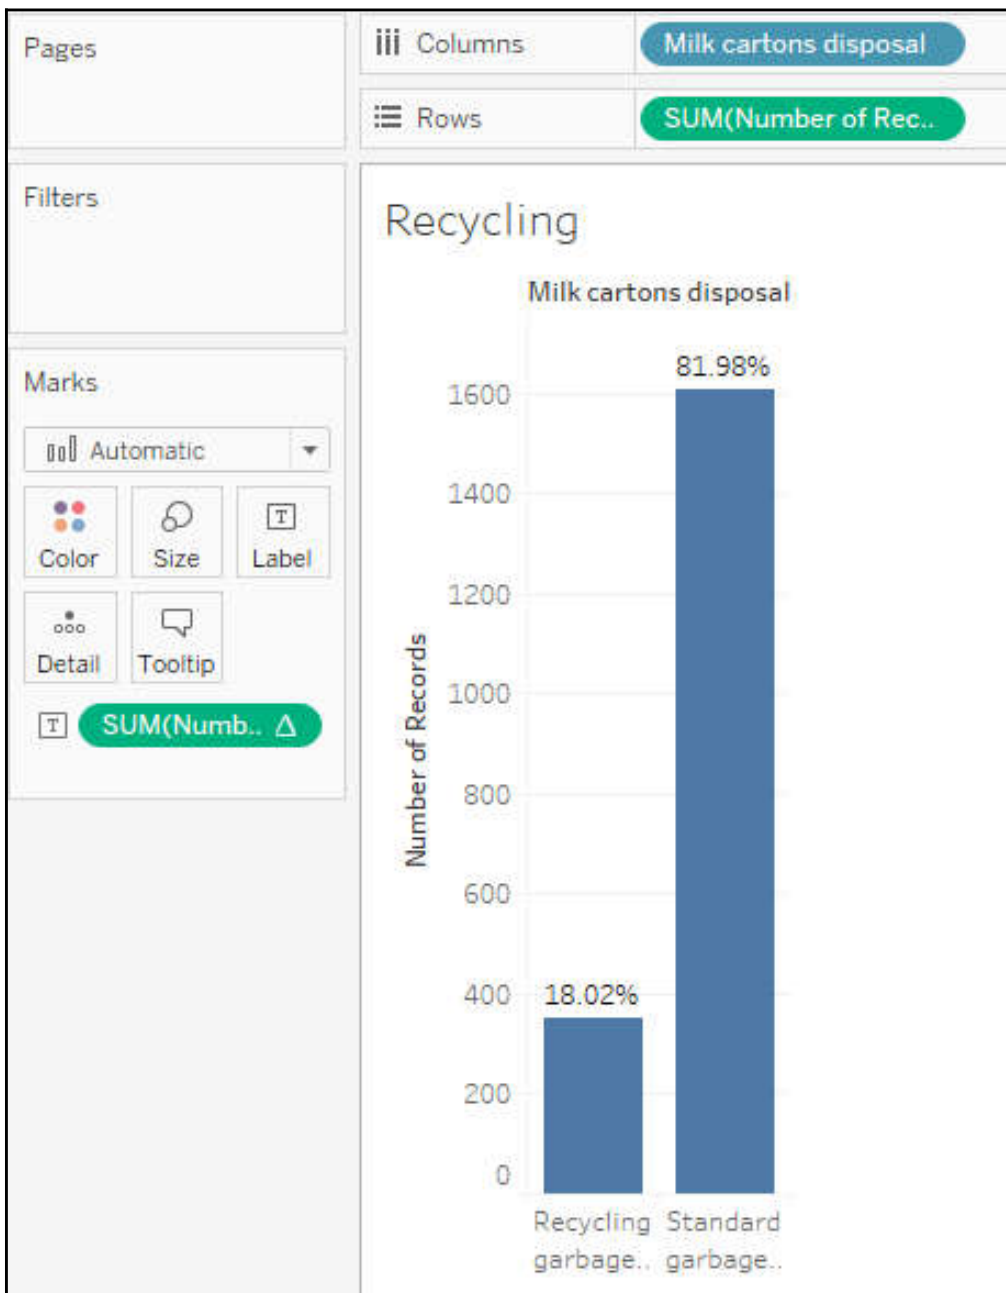 Pages
Columns
Milk cartons disposal
Rows
SUM(Number of Rec..
Filters
Marks
Automatic
Color
Size
T
Label
Detail
Tooltip
T
SUM(Numb.. Δ
Recycling
Milk cartons disposal
81.98%
1600
1400
1200
1000
800
600
400
200
0
Number of Records
18.02%
Recycling garbage..
Standard garbage..